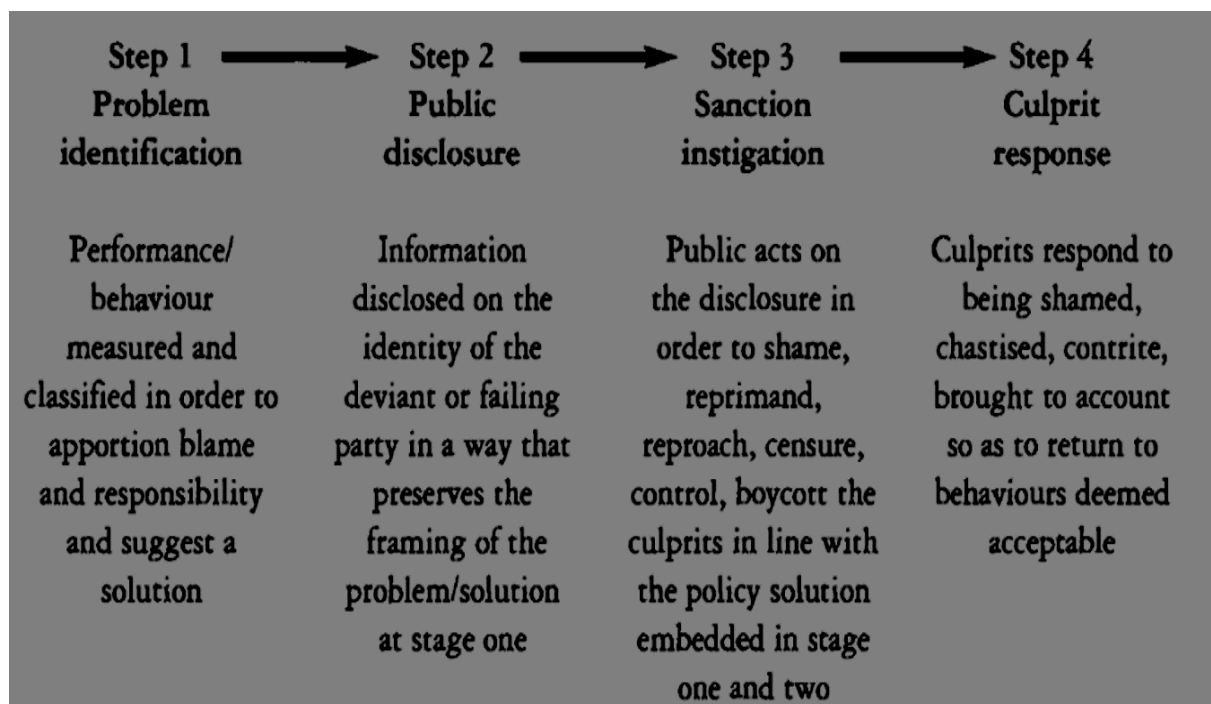 Step 1
Problem
identification
Performance/
behaviour
measured and
classified in order to
apportion blame
and responsibility
and suggest a
solution
Step 2
Public
disclosure
Information
disclosed on the
identity of the
deviant or failing
party in a way that
preserves the
framing of the
problem/solution
at stage one
Step 3
Sanction
instigation
Public acts on
the disclosure in
order to shame,
reprimand,
reproach, censure,
control, boycott the
culprits in line with
the policy solution
embedded in stage
one and two
Step 4
Culprit
response
Culprits respond to
being shamed,
chastised, contrite,
brought to account
so as to return to
behaviours deemed
acceptable